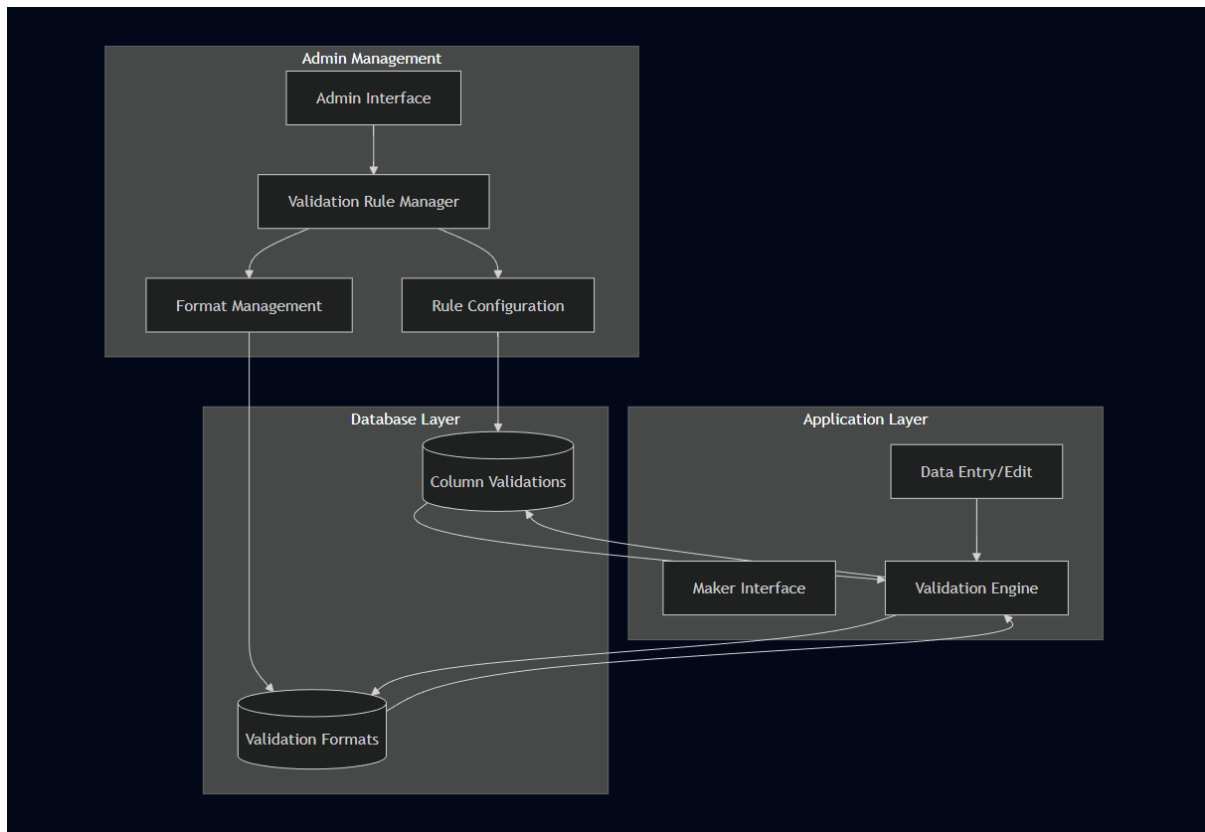 Admin Management
Admin Interface
Validation Rule Manager
Format Management
Rule Configuration
Database Layer
Application Layer
Column Validations
Data Entry/Edit
Maker Interface
Validation Engine
Validation Formats